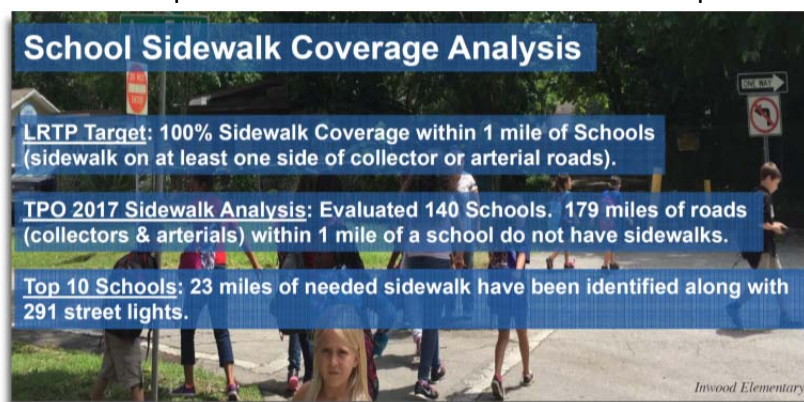 School Sidewalk Coverage Analysis
ONE WAY
LRTP Target: 100% Sidewalk Coverage within 1 mile of Schools
(sidewalk on at least one side of collector or arterial roads).
TPO 2017 Sidewalk Analysis: Evaluated 140 Schools. 179 miles of roads
(collectors & arterials) within 1 mile of a school do not have sidewalks.
Top 10 Schools: 23 miles of needed sidewalk have been identified along with
291 street lights.
Inwood Elementary